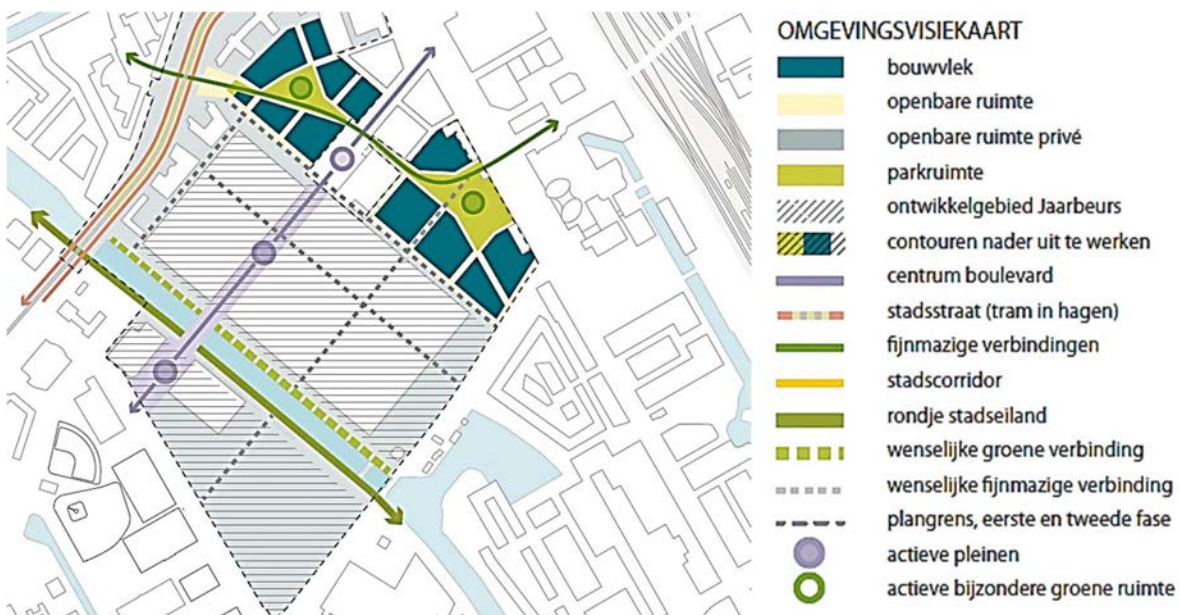 OMGEVINGSVISIEKAART
bouwvlek
openbare ruimte
openbare ruimte privé
parkruimte
ontwikkelgebied Jaarbeurs
contouren nader uit te werken
centrum boulevard
stadsstraat (tram in hagen)
fijnmazige verbindingen
stadscorridor
rondje stadseiland
wenselijke groene verbinding
wenselijke fijnmazige verbinding
plangrens, eerste en tweede fase
actieve pleinen
actieve bijzondere groene ruimte